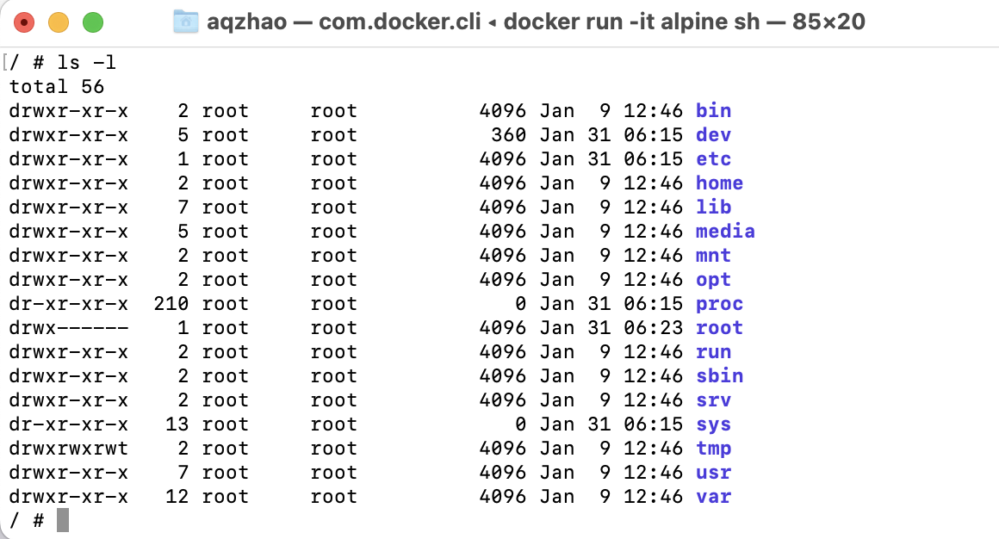 aqzhao — com.docker.cli ◂ docker run -it alpine sh — 85×20
[/ # ls -l
total 56
drwxr-xr-x    2 root     root          4096 Jan  9 12:46 bin
drwxr-xr-x    5 root     root           360 Jan 31 06:15 dev
drwxr-xr-x    1 root     root          4096 Jan 31 06:15 etc
drwxr-xr-x    2 root     root          4096 Jan  9 12:46 home
drwxr-xr-x    7 root     root          4096 Jan  9 12:46 lib
drwxr-xr-x    5 root     root          4096 Jan  9 12:46 media
drwxr-xr-x    2 root     root          4096 Jan  9 12:46 mnt
drwxr-xr-x    2 root     root          4096 Jan  9 12:46 opt
dr-xr-xr-x  210 root     root             0 Jan 31 06:15 proc
drwx------    1 root     root          4096 Jan 31 06:23 root
drwxr-xr-x    2 root     root          4096 Jan  9 12:46 run
drwxr-xr-x    2 root     root          4096 Jan  9 12:46 sbin
drwxr-xr-x    2 root     root          4096 Jan  9 12:46 srv
dr-xr-xr-x   13 root     root             0 Jan 31 06:15 sys
drwxrwxrwt    2 root     root          4096 Jan  9 12:46 tmp
drwxr-xr-x    7 root     root          4096 Jan  9 12:46 usr
drwxr-xr-x   12 root     root          4096 Jan  9 12:46 var
/ #